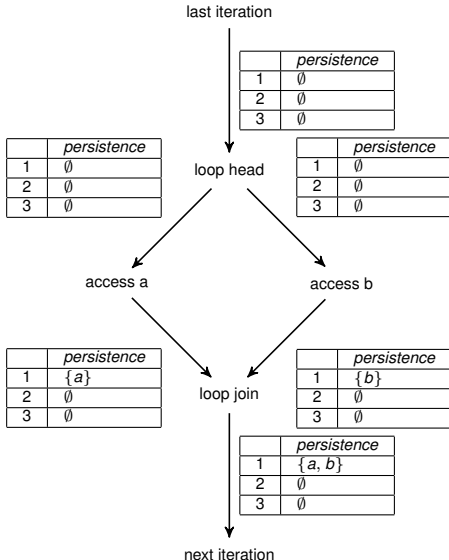 last iteration
persistence
1 ∅
2 ∅
3 ∅
persistence
1 ∅
2 ∅
3 ∅
loop head
persistence
1 ∅
2 ∅
3 ∅
access a
access b
persistence
1 {a}
2 ∅
3 ∅
loop join
persistence
1 {b}
2 ∅
3 ∅
persistence
1 {a, b}
2 ∅
3 ∅
next iteration